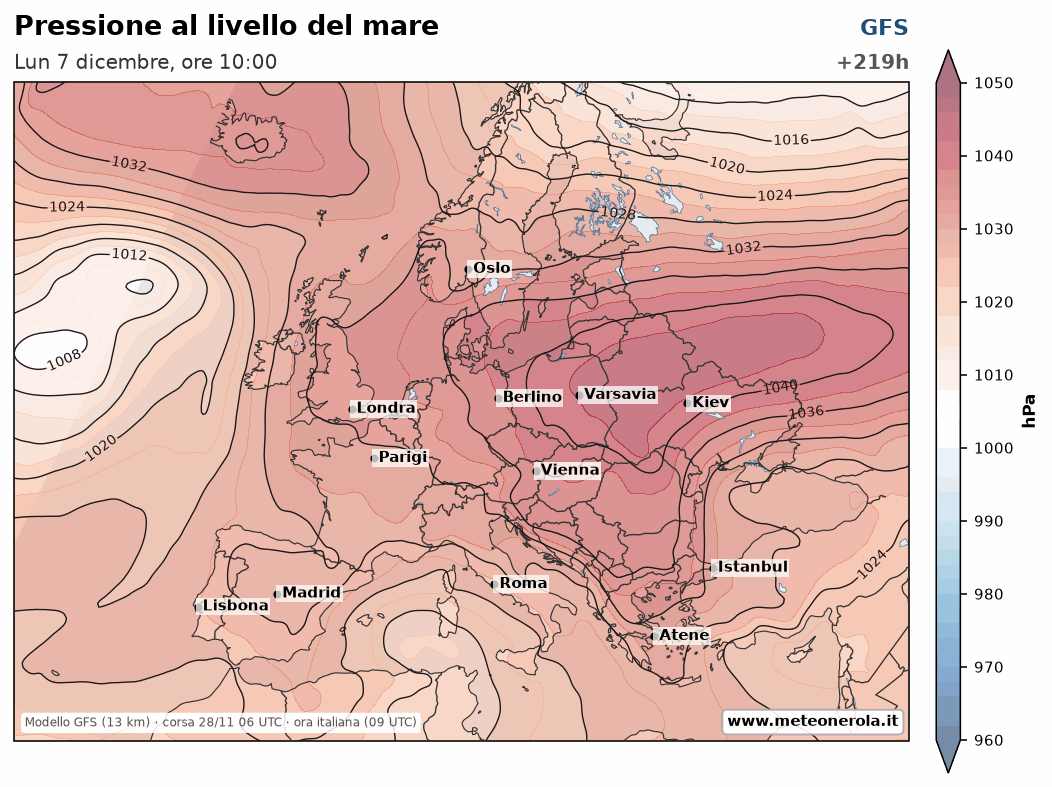 Pressione al livello del mare
GFS
Lun 7 dicembre, ore 10:00
+219h
1050
1040
1030
1020
1010
1000
990
980
970
960
hPa
1016
1032
1020
1024
1024
1028
1012
1032
Oslo
1008
1040
Berlino
Varsavia
Kiev
Londra
1036
1020
Parigi
Vienna
1024
Istanbul
Roma
Madrid
Lisbona
Atene
Modello GFS (13 km) · corsa 28/11 06 UTC · ora italiana (09 UTC)
www.meteonerola.it